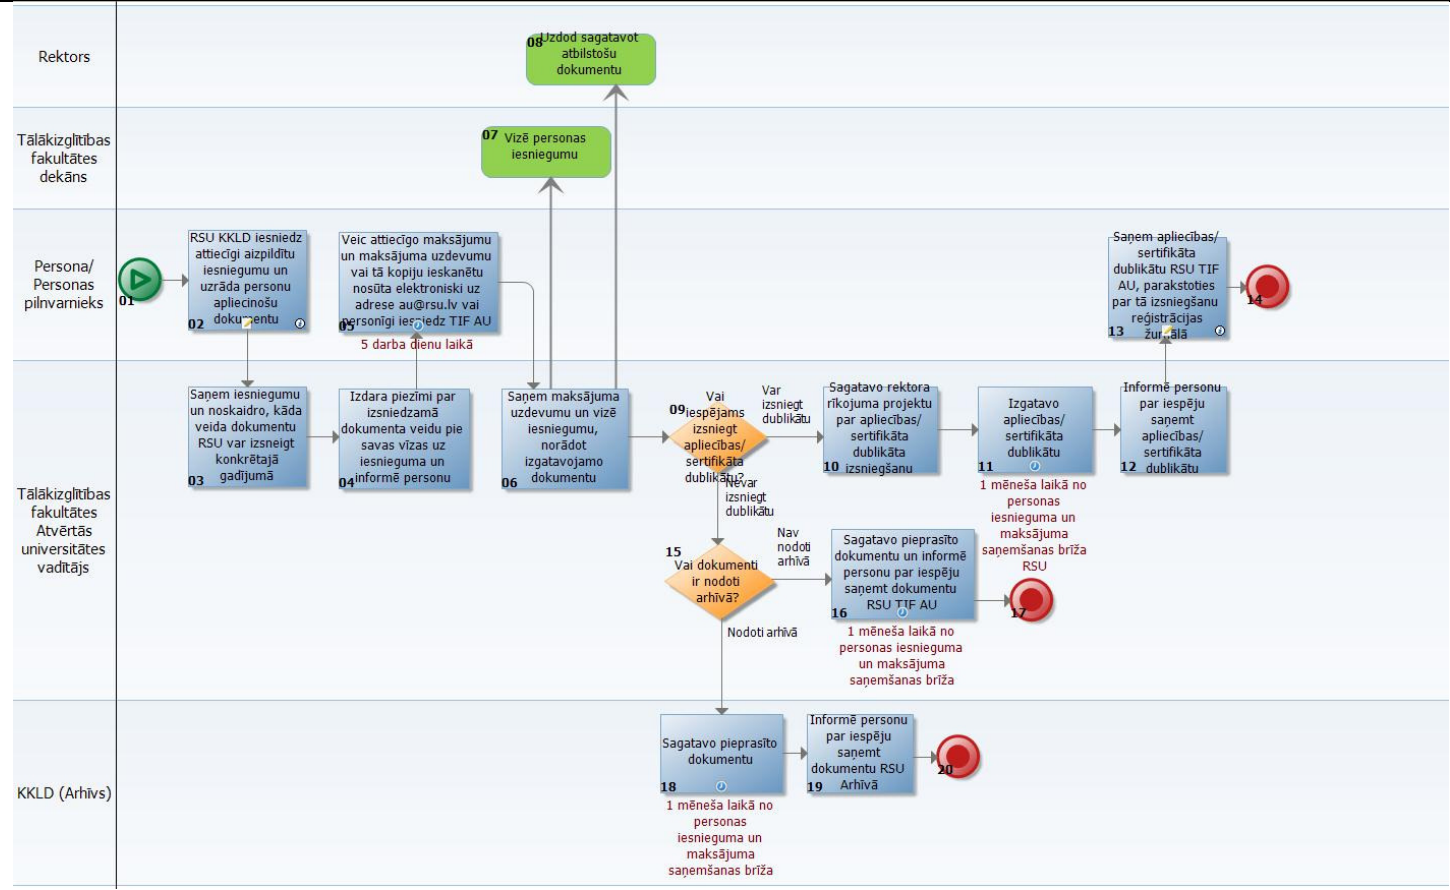 Rektors
08
Uzdod sagatavot
atbilstošu
dokumentu
Tālākizglītības
fakultātes
dekāns
07
Vizē personas
iesniegumu
Persona/
Personas
pilnvarnieks
01
RSU KKLD iesniedz
attiecīgi aizpildītu
iesniegumu un
uzrāda personu
apliecinošu
dokumentu
02
Veic attiecīgo maksājumu
un maksājuma uzdevumu
vai tā kopiju ieskanētu
nosūta elektroniski uz
adrese au@rsu.lv vai
personīgi iesniedz TIF AU
05
5 darba dienu laikā
Saņem apliecības/
sertifikāta
dublikātu RSU TIF
AU, parakstoties
par tā izsniegšanu
reģistrācijas
žurnālā
13
14
Tālākizglītības
fakultātes
Atvērtās
universitātes
vadītājs
Saņem iesniegumu
un noskaidro, kāda
veida dokumentu
RSU var izsneigt
konkrētajā
gadījumā
03
Izdara piezīmi par
izsniedzamā
dokumenta veidu pie
savas vīzas uz
iesnieguma un
informē personu
04
Saņem maksājuma
uzdevumu un vizē
iesniegumu,
norādot
izgatavojamo
dokumentu
06
Vai
iespējams
izsniegt
apliecības/
sertifikāta
dublikātu?
09
Var
izsniegt
dublikātu
Sagatavo rektora
rīkojuma projektu
par apliecības/
sertifikāta
dublikāta
izsniegšanu
10
Izgatavo
apliecības/
sertifikāta
dublikātu
11
1 mēneša laikā no
personas
iesnieguma un
maksājuma
saņemšanas brīža
RSU
Informē personu
par iespēju
saņemt
apliecības/
sertifikāta
dublikātu
12
Nevar
izsniegt
dublikātu
15
Vai dokumenti
ir nodoti
arhīvā?
Nav
nodoti
arhīvā
Sagatavo pieprasīto
dokumentu un informē
personu par iespēju
saņemt dokumentu
RSU TIF AU
16
1 mēneša laikā no
personas iesnieguma
un maksājuma
saņemšanas brīža
17
Nodoti arhīvā
KKLD (Arhīvs)
Sagatavo pieprasīto
dokumentu
18
1 mēneša laikā no
personas
iesnieguma un
maksājuma
saņemšanas brīža
Informē personu
par iespēju
saņemt
dokumentu RSU
Arhīvā
19
20